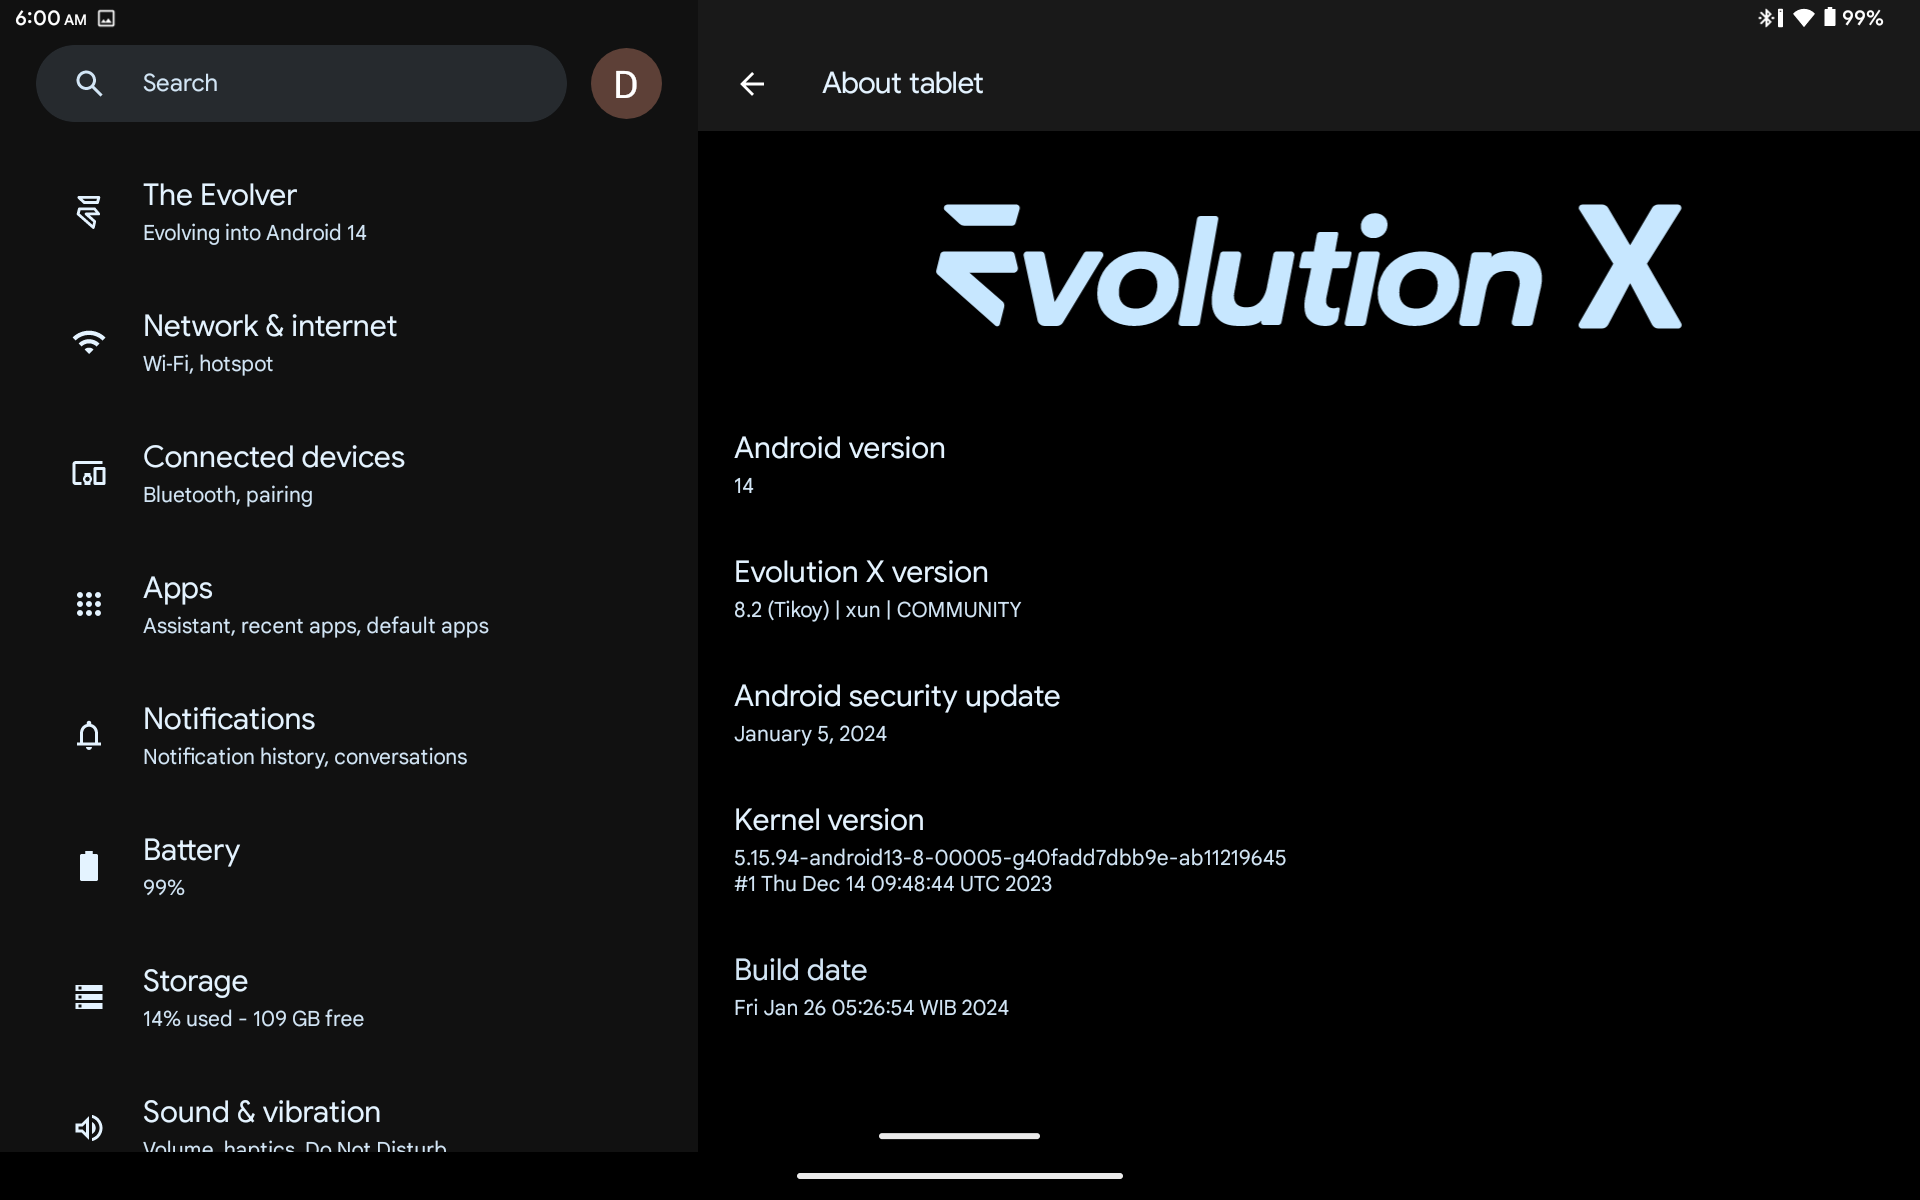 6:00 AM
99%
Search
D
The Evolver
Evolving into Android 14
Network & internet
Wi-Fi, hotspot
Connected devices
Bluetooth, pairing
Apps
Assistant, recent apps, default apps
Notifications
Notification history, conversations
Battery
99%
Storage
14% used - 109 GB free
Sound & vibration
Volume, haptics, Do Not Disturb
About tablet
Evolution X
Android version
14
Evolution X version
8.2 (Tikoy) | xun | COMMUNITY
Android security update
January 5, 2024
Kernel version
5.15.94-android13-8-00005-g40fadd7dbb9e-ab11219645
#1 Thu Dec 14 09:48:44 UTC 2023
Build date
Fri Jan 26 05:26:54 WIB 2024